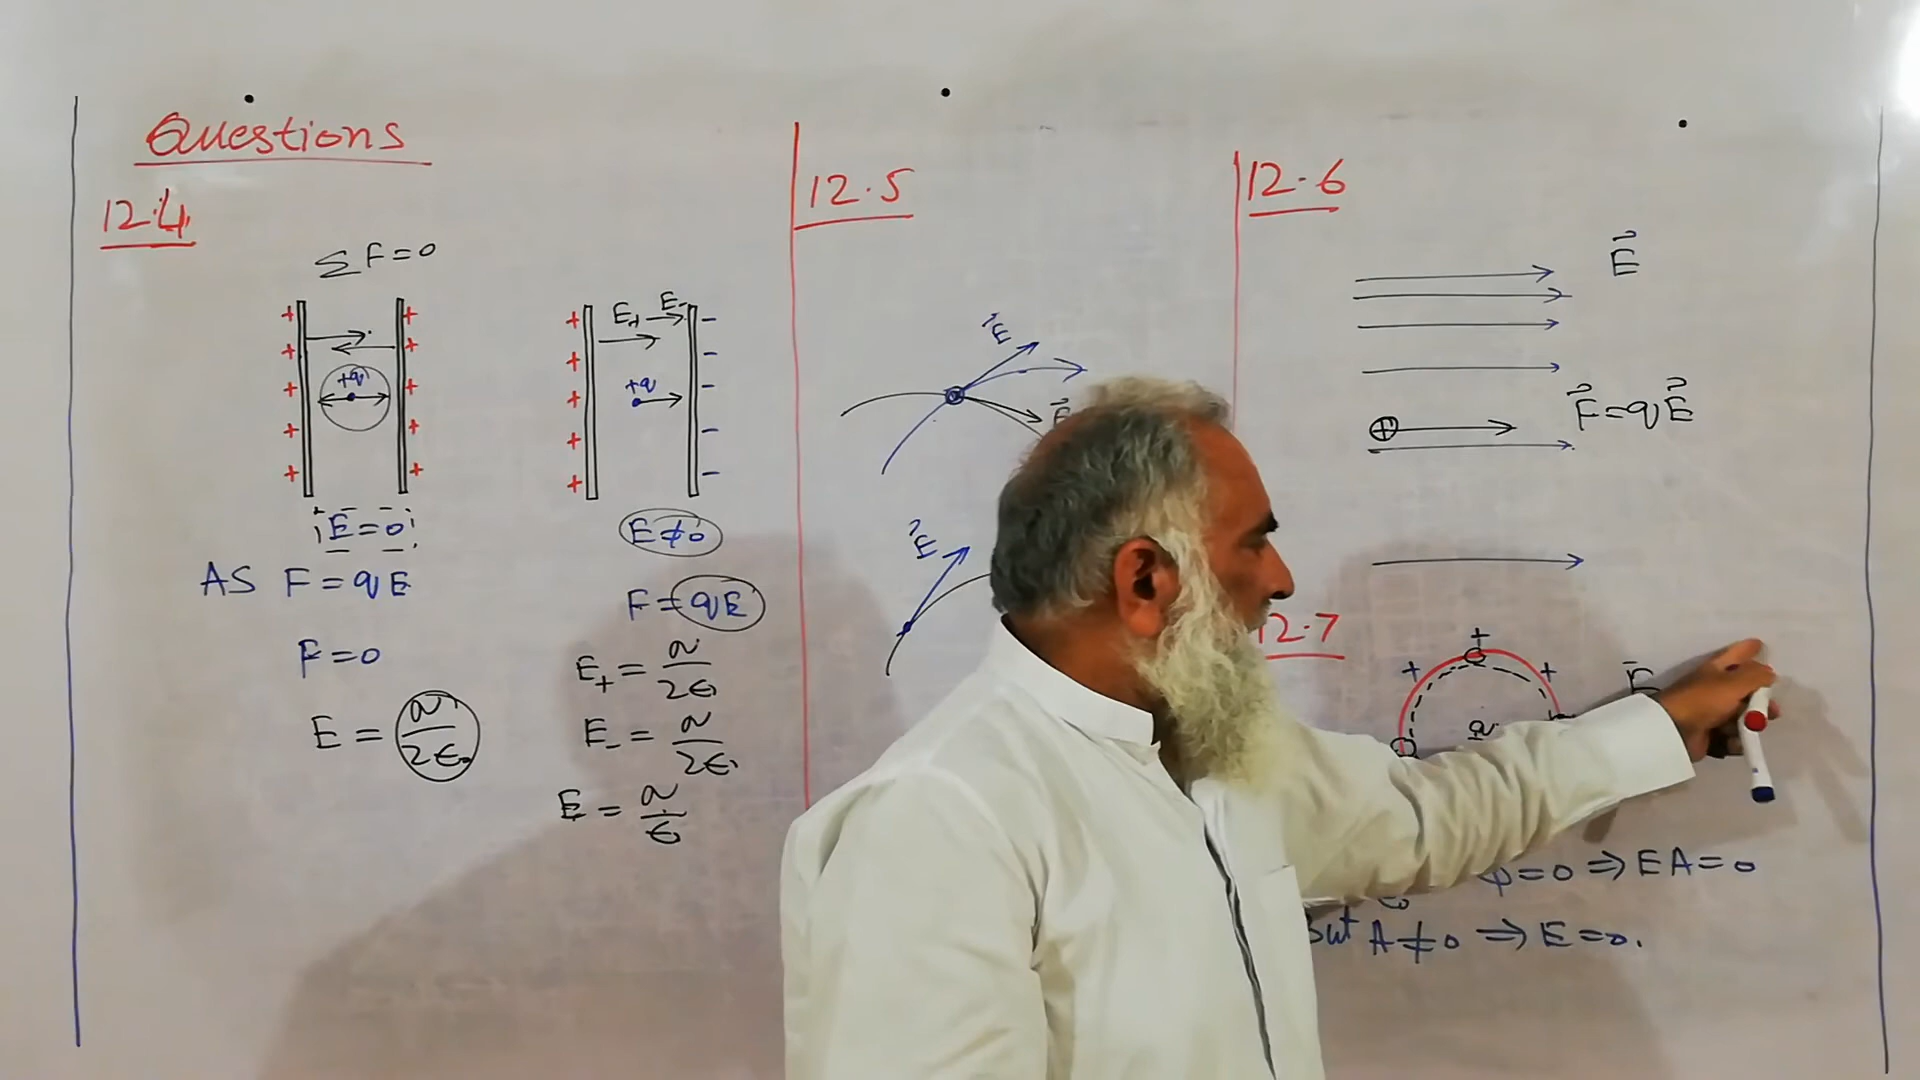 Questions
12.4
ΣF=0
+ +
+ +
+q
+ +
+ +
+ +
E=0
AS F=qE
F=0
E = σ/2ε₀
E+ E-
+ -
+ -
+q
+ -
+ -
+ -
E≠0
F=qE
E+ = σ/2ε₀
E- = σ/2ε₀
E = σ/ε₀
12.5
E
E
E
12.6
E
+
F=qE
12.7
+
+ +
φ=0 ⇒ EA=0
But A≠0 ⇒ E=0.